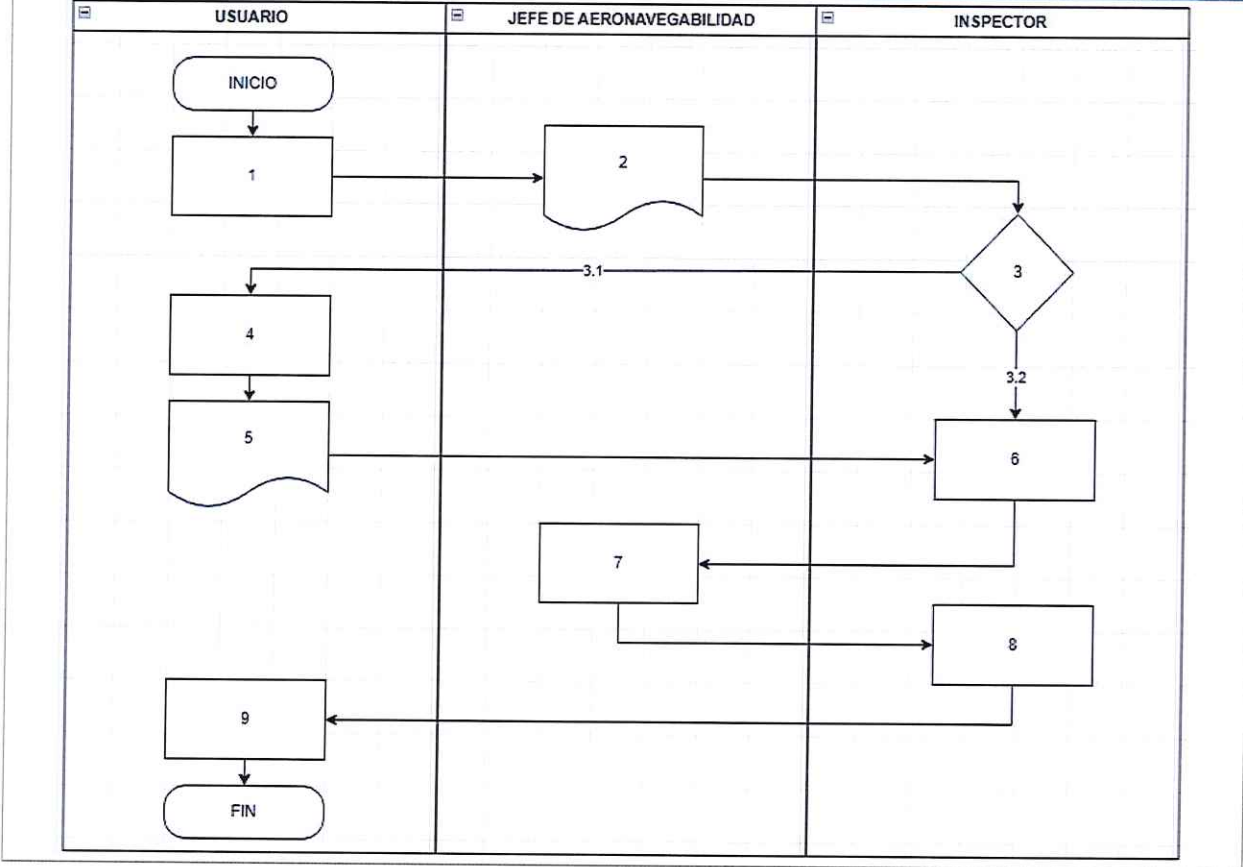 USUARIO
JEFE DE AERONAVEGABILIDAD
INSPECTOR
INICIO
1
2
3
3.1
4
3.2
5
6
7
8
9
FIN